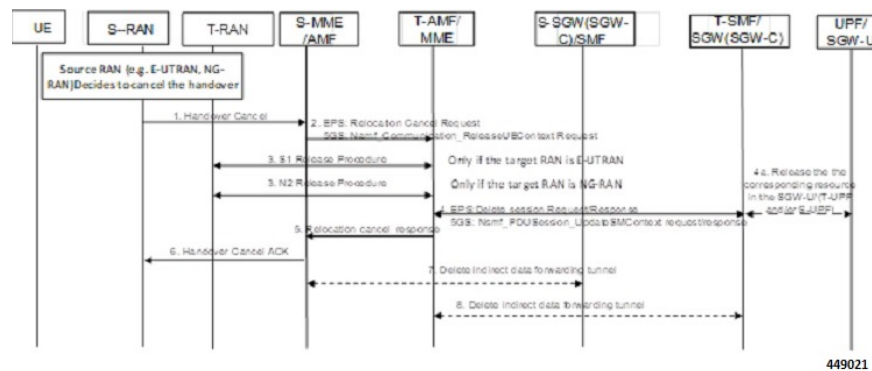 UE
S--RAN
T-RAN
S-MME
/AMF
T-AMF/
MME
S-SGW(SGW-
C)/SMF
T-SMF/
SGW(SGW-C)
UPF/
SGW-U
Source RAN (e.g. E-UTRAN, NG-
RAN)Decides to cancel the handover
1. Handover Cancel
2. EPS: Relocation Cancel Request
5GS: Namf_Communication_ReleaseUEContext Request
3. S1 Release Procedure
Only if the target RAN is E-UTRAN
3. N2 Release Procedure
Only if the target RAN is NG-RAN
4 a. Release the the
corresponding resource
in the SGW-U/(T-UPF
and/or S-UPF)
4. EPS:Delete session Request/Response
5GS: Nsmf_PDUSession_UpdateSMContext request/response
5. Relocation cancel response
6. Handover Cancel ACK
7. Delete indirect data forwarding tunnel
8. Delete indirect data forwarding tunnel
449021